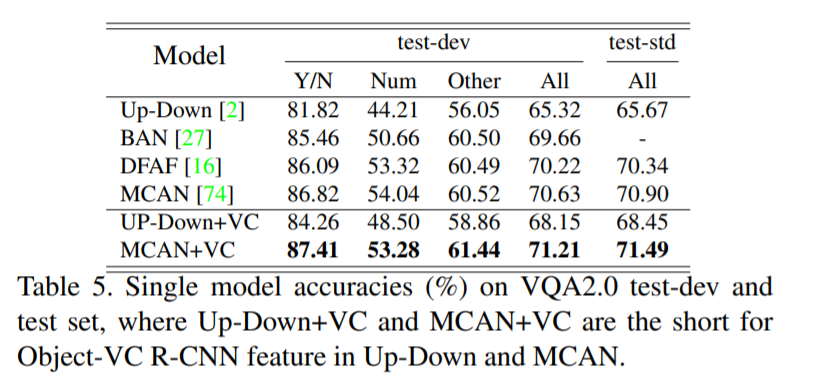 Model test-dev test-std
Y/N Num Other All All
Up-Down [2] 81.82 44.21 56.05 65.32 65.67
BAN [27] 85.46 50.66 60.50 69.66 -
DFAF [16] 86.09 53.32 60.49 70.22 70.34
MCAN [74] 86.82 54.04 60.52 70.63 70.90
UP-Down+VC 84.26 48.50 58.86 68.15 68.45
MCAN+VC 87.41 53.28 61.44 71.21 71.49
Table 5. Single model accuracies (%) on VQA2.0 test-dev and
test set, where Up-Down+VC and MCAN+VC are the short for
Object-VC R-CNN feature in Up-Down and MCAN.